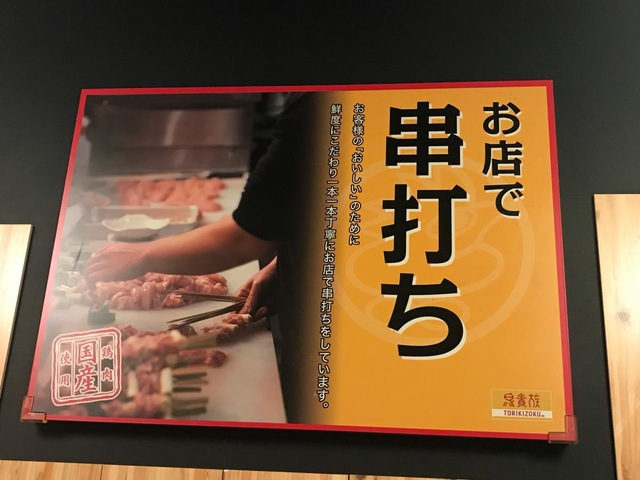 お店で
串打ち
お客様の「おいしい」のために
鮮度にこだわり一本一本丁寧にお店で串打ちをしています。
鶏肉
国産
使用
鳥貴族
TORIKIZOKU